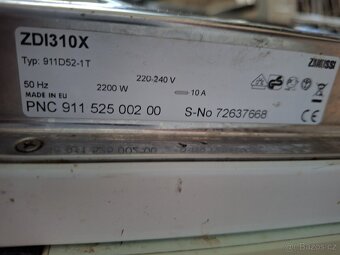 ZDI310X
ZANUSSI
Typ: 911D52-1T
220-240 V
50 Hz 2200 W 10 A
MADE IN EU
PNC 911 525 002 00 S-No 72637668
bazos.cz